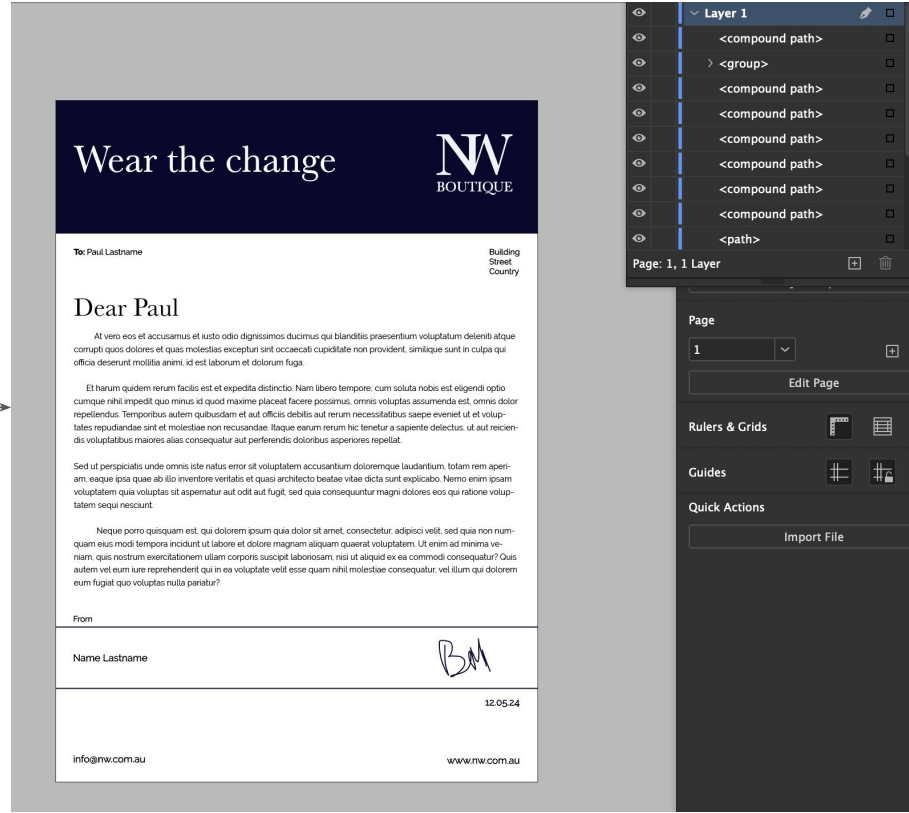 Wear the change
NW
BOUTIQUE
To: Paul Lastname
Building
Street
Country
Dear Paul
At vero eos et accusamus et iusto odio dignissimos ducimus qui blanditiis praesentium voluptatum deleniti atque
corrupti quos dolores et quas molestias excepturi sint occaecati cupiditate non provident, similique sunt in culpa qui
officia deserunt mollitia animi, id est laborum et dolorum fuga.
Et harum quidem rerum facilis est et expedita distinctio. Nam libero tempore, cum soluta nobis est eligendi optio
cumque nihil impedit quo minus id quod maxime placeat facere possimus, omnis voluptas assumenda est, omnis dolor
repellendus. Temporibus autem quibusdam et aut officiis debitis aut rerum necessitatibus saepe eveniet ut et volup-
tates repudiandae sint et molestiae non recusandae. Itaque earum rerum hic tenetur a sapiente delectus, ut aut reicien-
dis voluptatibus maiores alias consequatur aut perferendis doloribus asperiores repellat.
Sed ut perspiciatis unde omnis iste natus error sit voluptatem accusantium doloremque laudantium, totam rem aperi-
am, eaque ipsa quae ab illo inventore veritatis et quasi architecto beatae vitae dicta sunt explicabo. Nemo enim ipsam
voluptatem quia voluptas sit aspernatur aut odit aut fugit, sed quia consequuntur magni dolores eos qui ratione volup-
tatem sequi nesciunt.
Neque porro quisquam est, qui dolorem ipsum quia dolor sit amet, consectetur, adipisci velit, sed quia non num-
quam eius modi tempora incidunt ut labore et dolore magnam aliquam quaerat voluptatem. Ut enim ad minima ve-
niam, quis nostrum exercitationem ullam corporis suscipit laboriosam, nisi ut aliquid ex ea commodi consequatur? Quis
autem vel eum iure reprehenderit qui in ea voluptate velit esse quam nihil molestiae consequatur, vel illum qui dolorem
eum fugiat quo voluptas nulla pariatur?
From
Name Lastname
BM
12.05.24
info@nw.com.au
www.nw.com.au
Layer 1
<compound path>
<group>
<compound path>
<compound path>
<compound path>
<compound path>
<compound path>
<compound path>
<path>
Page: 1, 1 Layer
Page
1
Edit Page
Rulers & Grids
Guides
Quick Actions
Import File